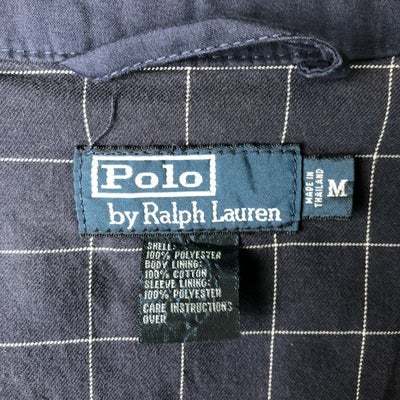 Polo
by Ralph Lauren
MADE IN
THAILAND
M
SHELL:
100% POLYESTER
BODY LINING:
100% COTTON
SLEEVE LINING:
100% POLYESTER
CARE INSTRUCTIONS
OVER